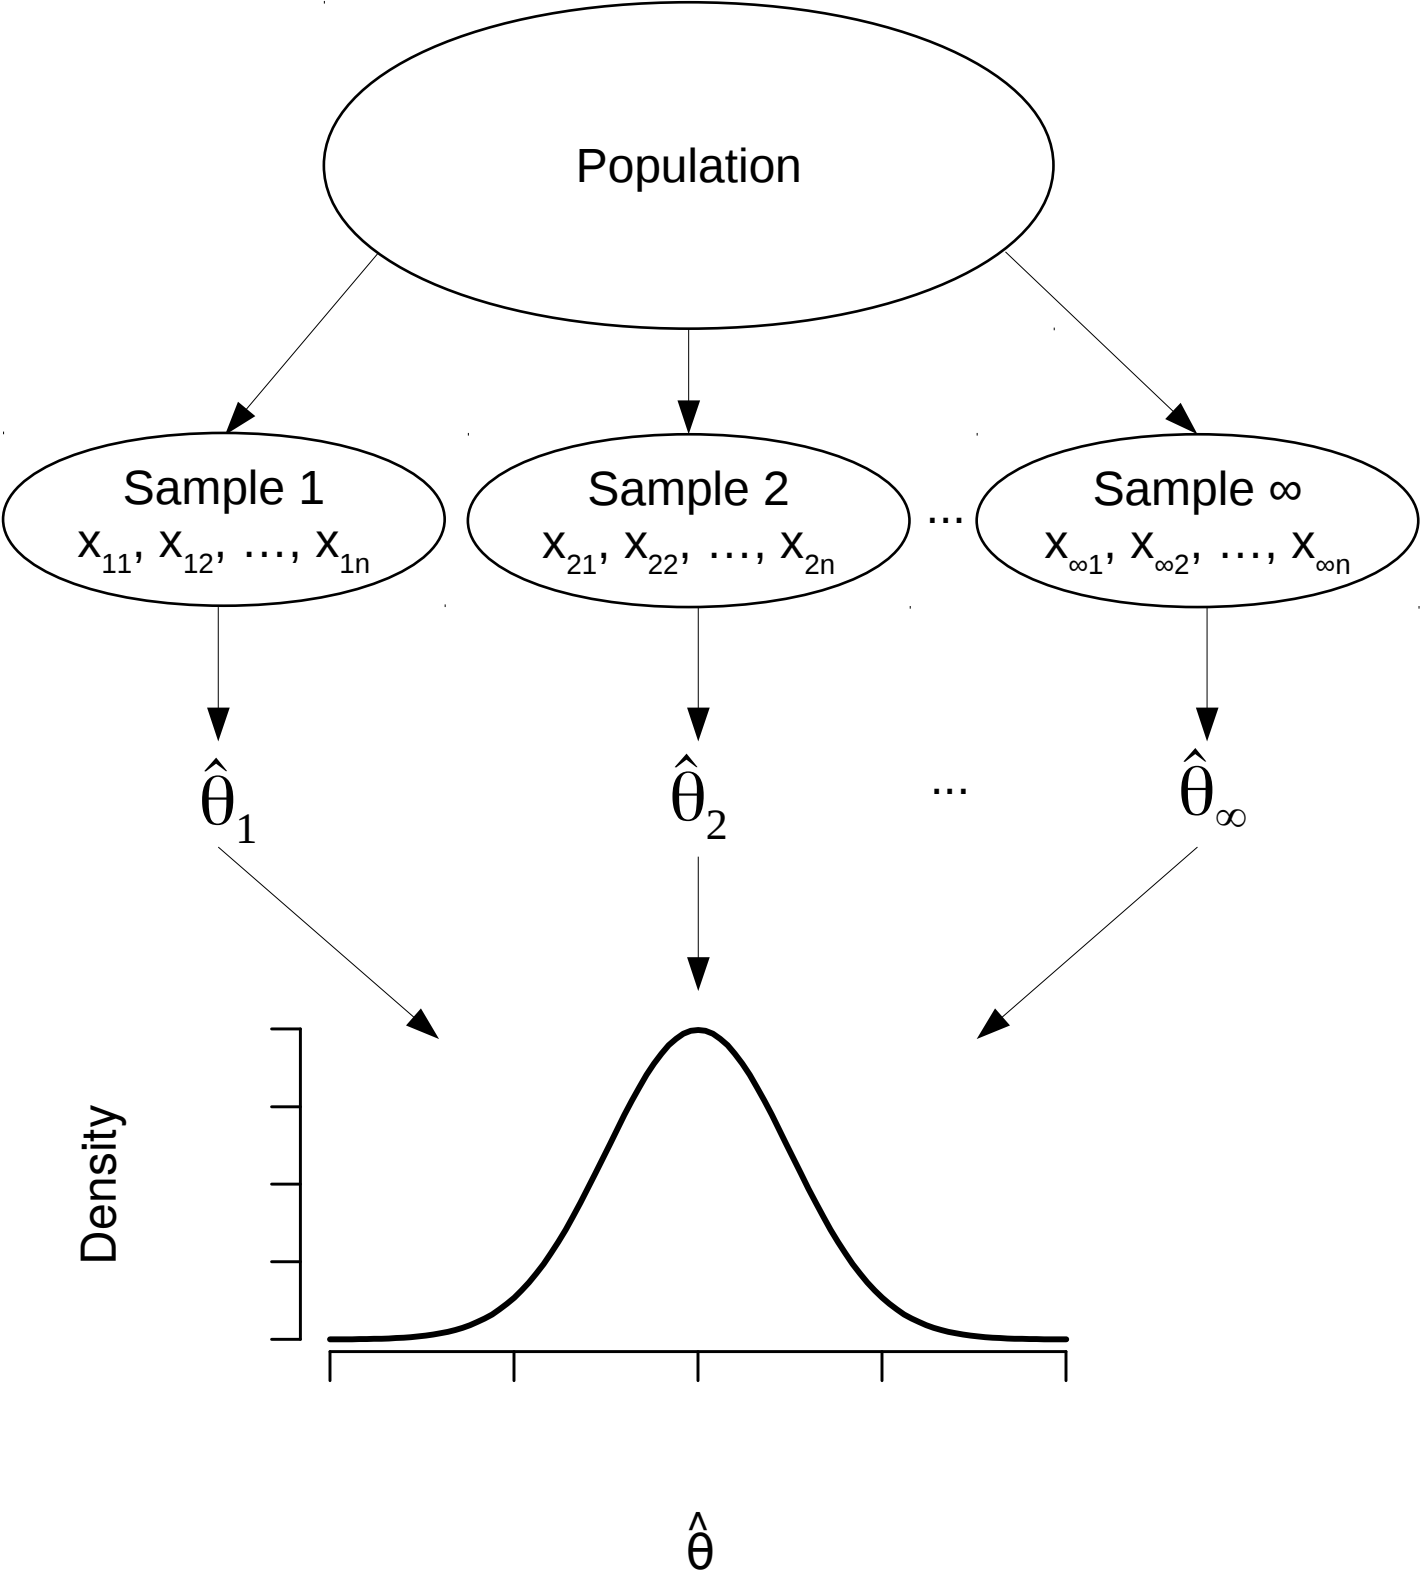 Population
Sample 1
x₁₁, x₁₂, …, x₁ₙ
Sample 2
x₂₁, x₂₂, …, x₂ₙ
...
Sample ∞
x∞₁, x∞₂, …, x∞ₙ
θ̂₁
θ̂₂
...
θ̂∞
Density
θ̂